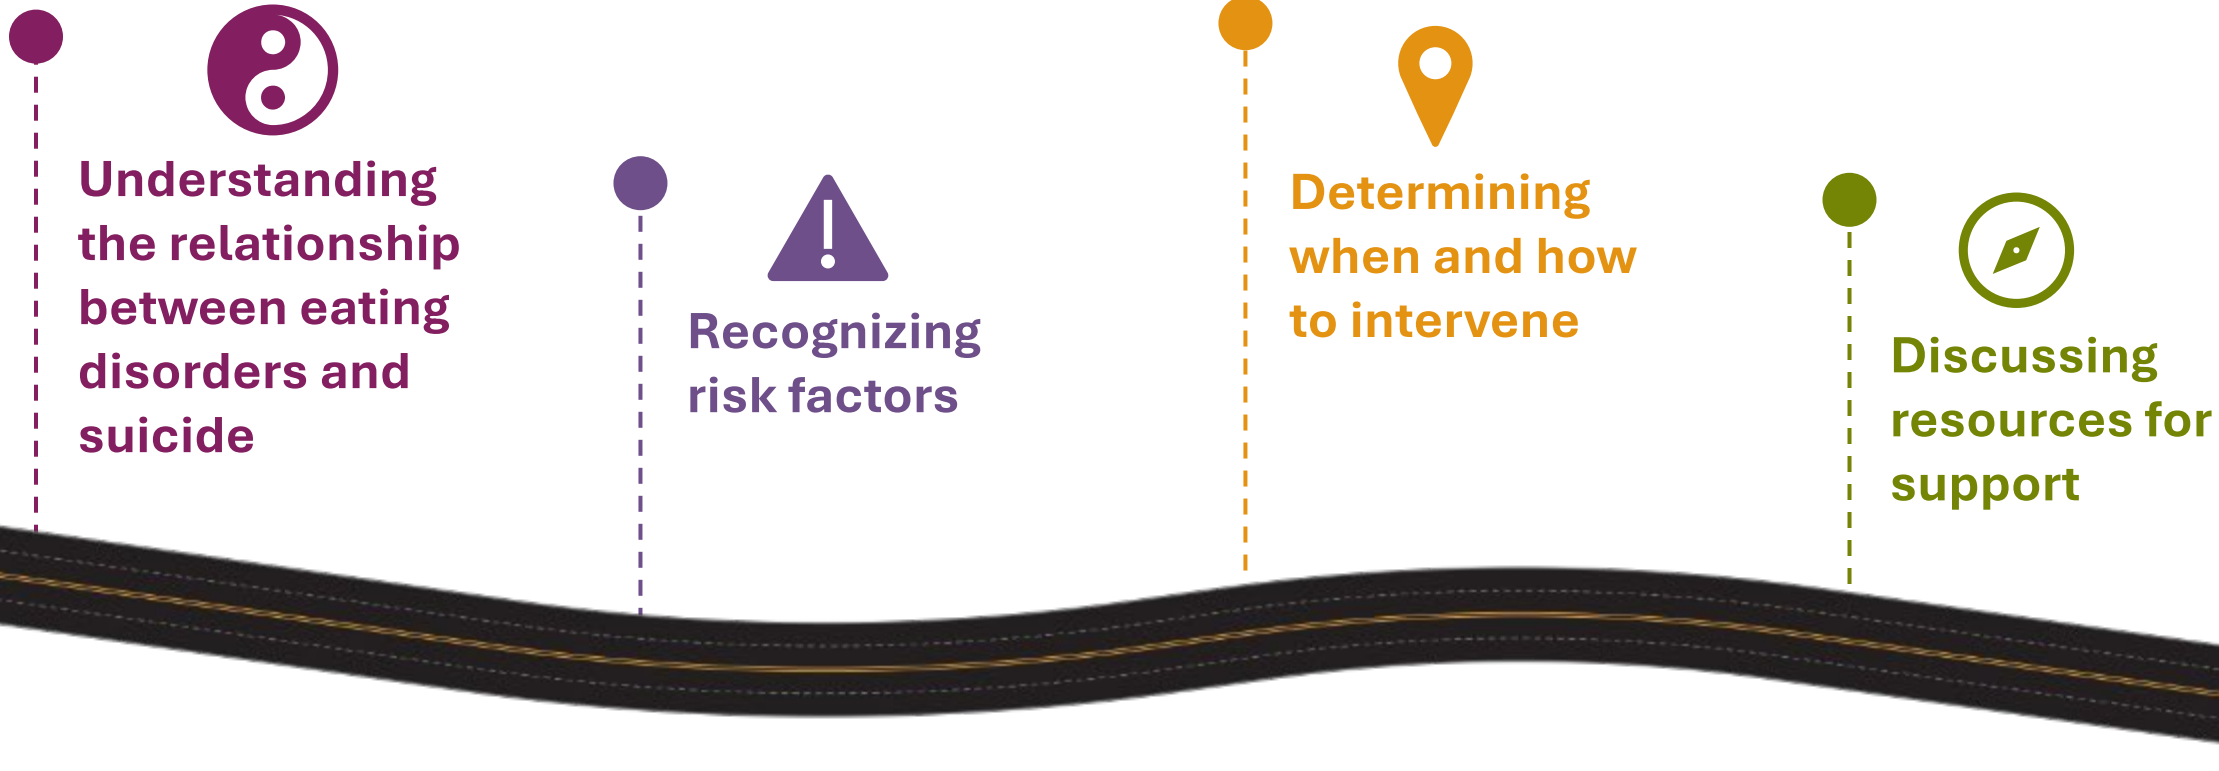 Understanding
the relationship
between eating
disorders and
suicide
Recognizing
risk factors
Determining
when and how
to intervene
Discussing
resources for
support